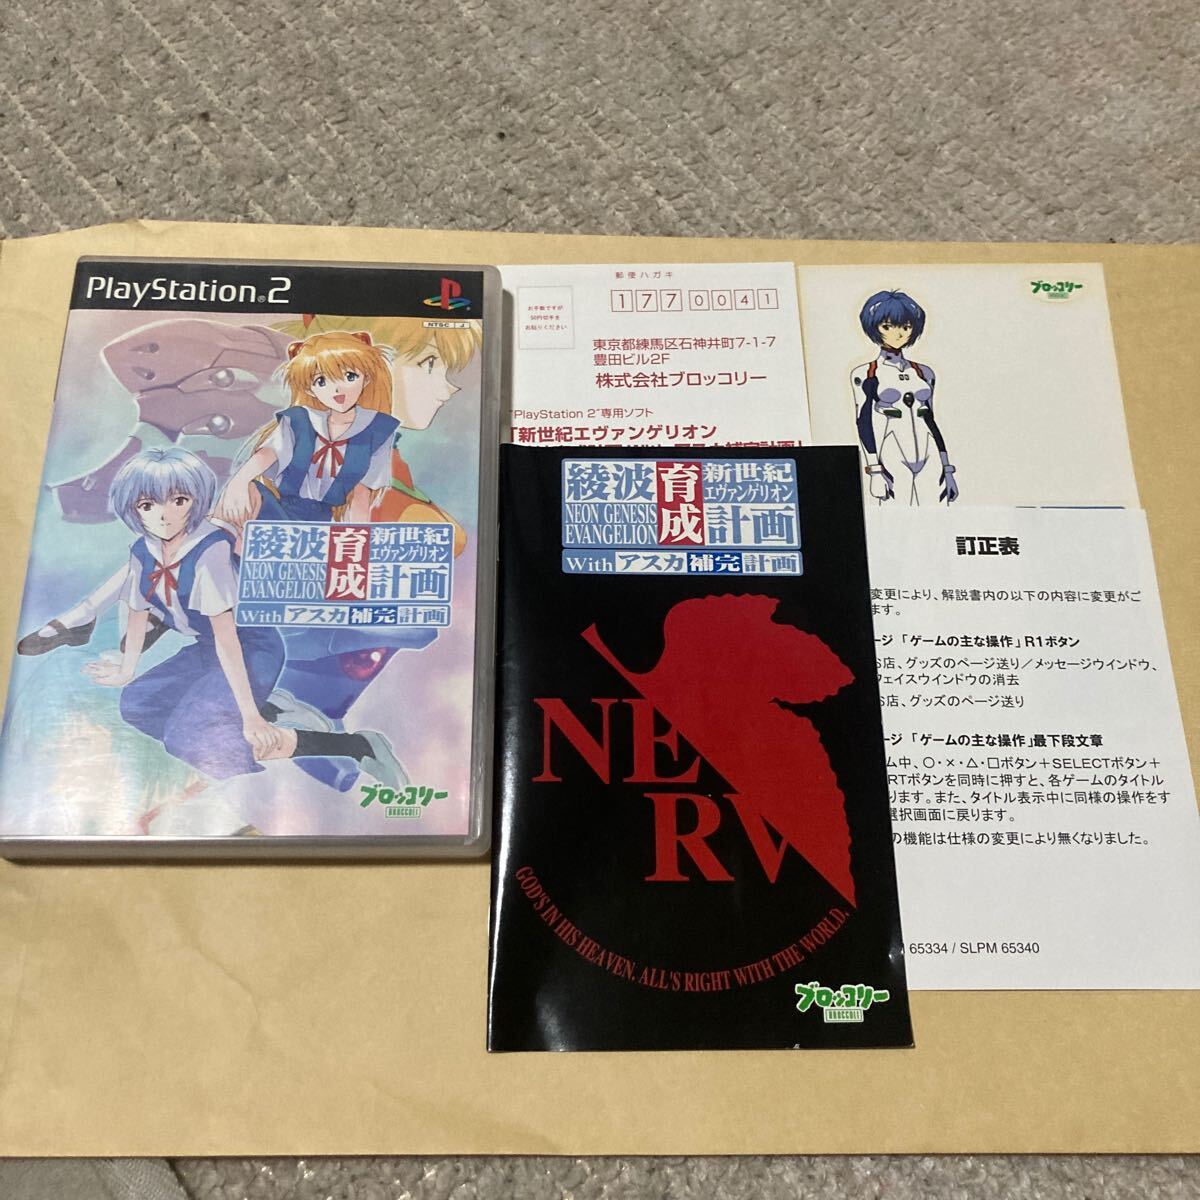 PlayStation®2
NTSC J
綾波育成計画
新世紀
エヴァンゲリオン
NEON GENESIS
EVANGELION
With アスカ補完計画
ブロッコリー
BROCCOLI
郵便ハガキ
お手数ですが
50円切手を
お貼りください
1770041
東京都練馬区石神井町7-1-7
豊田ビル2F
株式会社ブロッコリー
"PlayStation 2"専用ソフト
「新世紀エヴァンゲリオン
綾波育成計画
新世紀
エヴァンゲリオン
NEON GENESIS
EVANGELION
With アスカ補完計画
NERV
GOD'S IN HIS HEAVEN. ALL'S RIGHT WITH THE WORLD.
ブロッコリー
BROCCOLI
ブロッコリー
00
訂正表
変更により、解説書内の以下の内容に変更がご
ます。
ージ「ゲームの主な操作」R1ボタン
お店、グッズのページ送り／メッセージウインドウ、
フェイスウインドウの消去
お店、グッズのページ送り
ージ「ゲームの主な操作」最下段文章
ム中、○・×・△・□ボタン＋SELECTボタン＋
RTボタンを同時に押すと、各ゲームのタイトル
ります。また、タイトル表示中に同様の操作をす
選択画面に戻ります。
の機能は仕様の変更により無くなりました。
65334 / SLPM 65340